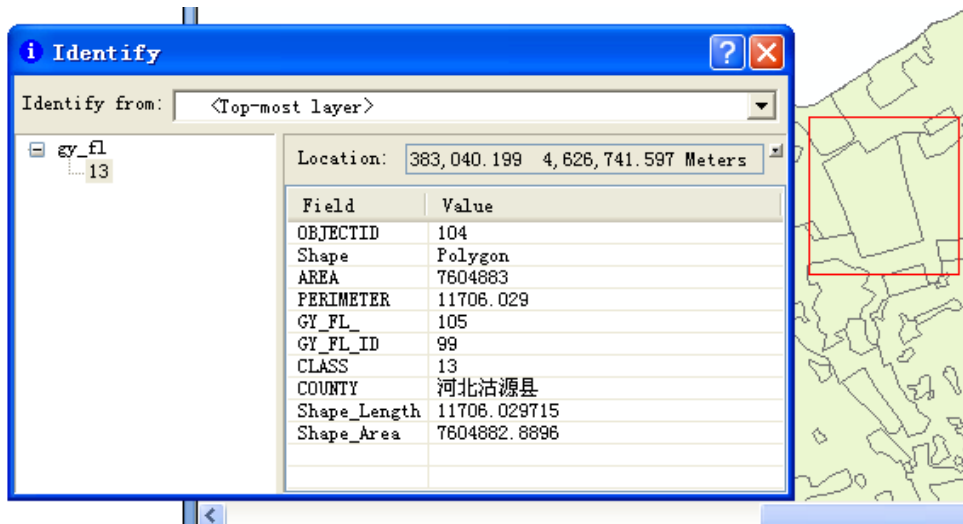 Identify
Identify from: <Top-most layer>
gy_fl
13
Location: 383,040.199 4,626,741.597 Meters
Field Value
OBJECTID 104
Shape Polygon
AREA 7604883
PERIMETER 11706.029
GY_FL_ 105
GY_FL_ID 99
CLASS 13
COUNTY 河北沽源县
Shape_Length 11706.029715
Shape_Area 7604882.8896